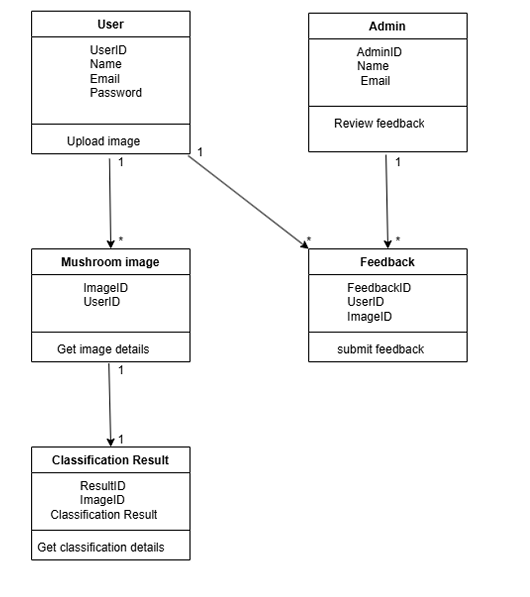 User
UserID
Name
Email
Password
Upload image
Admin
AdminID
Name
Email
Review feedback
1
1
1
*
*
*
Mushroom image
ImageID
UserID
Get image details
Feedback
FeedbackID
UserID
ImageID
submit feedback
1
1
Classification Result
ResultID
ImageID
Classification Result
Get classification details